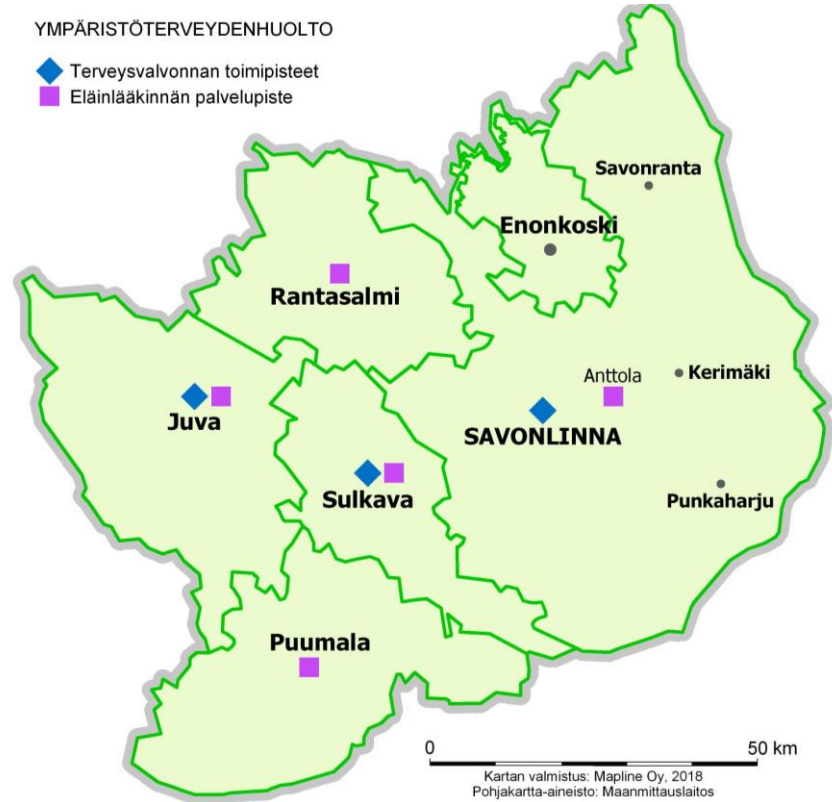 YMPÄRISTÖTERVEYDENHUOLTO
Terveysvalvonnan toimipisteet
Eläinlääkinnän palvelupiste
Savonranta
Enonkoski
Rantasalmi
Anttola
Kerimäki
Juva
SAVONLINNA
Sulkava
Punkaharju
Puumala
0 50 km
Kartan valmistus: Mapline Oy, 2018
Pohjakartta-aineisto: Maanmittauslaitos